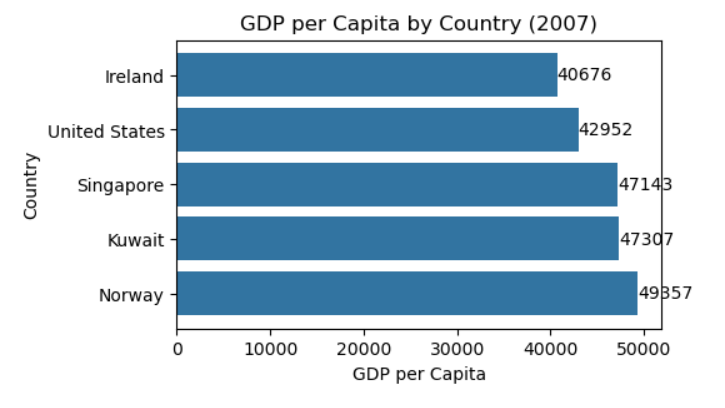 GDP per Capita by Country (2007)
Country
Ireland 40676
United States 42952
Singapore 47143
Kuwait 47307
Norway 49357
0 10000 20000 30000 40000 50000
GDP per Capita